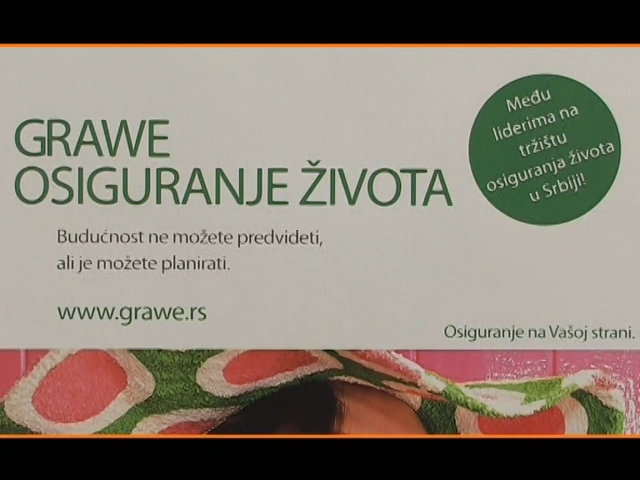 GRAWE
OSIGURANJE ŽIVOTA
Među
liderima na
tržištu
osiguranja života
u Srbiji!
Budućnost ne možete predvideti,
ali je možete planirati.
www.grawe.rs
Osiguranje na Vašoj strani.